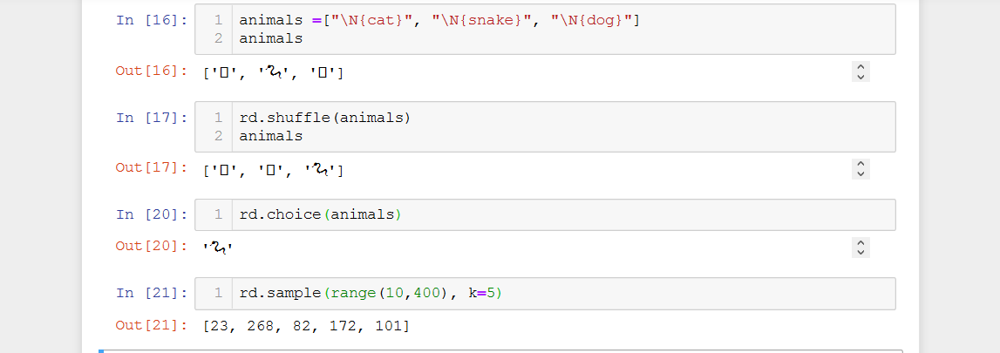 In [16]: 1 animals =["\N{cat}", "\N{snake}", "\N{dog}"]
2 animals
Out[16]: ['▯', '🐍', '▯']
In [17]: 1 rd.shuffle(animals)
2 animals
Out[17]: ['▯', '▯', '🐍']
In [20]: 1 rd.choice(animals)
Out[20]: '🐍'
In [21]: 1 rd.sample(range(10,400), k=5)
Out[21]: [23, 268, 82, 172, 101]